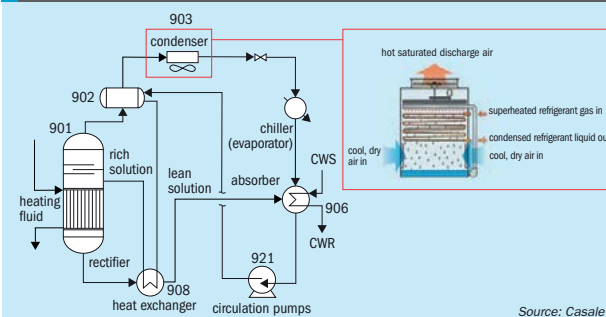 903
condenser
hot saturated discharge air
902
superheated refrigerant gas in
901
chiller
(evaporator)
condensed refrigerant liquid ou
rich
solution
cool, dry
air in
cool, dry air in
lean
solution
absorber
CWS
heating
fluid
906
CWR
rectifier
921
908
heat exchanger
circulation pumps
Source: Casale